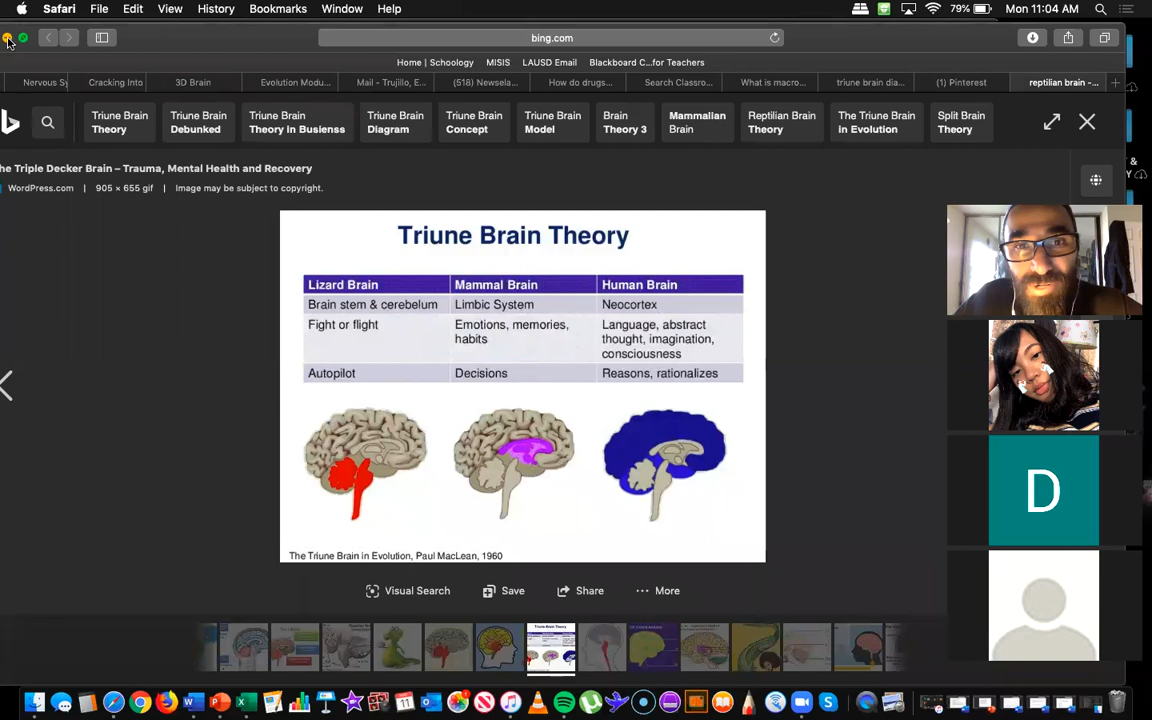 Safari File Edit View History Bookmarks Window Help 79% Mon 11:04 AM
bing.com
Home | Schoology MISIS LAUSD Email Blackboard C...for Teachers
Nervous Sy Cracking Into 3D Brain Evolution Modu... Mail - Trujillo, E... (518) Newsela... How do drugs... Search Classro... What is macro... triune brain dia... (1) Pinterest reptilian brain -...
Triune Brain Theory
Triune Brain Debunked
Triune Brain Theory in Busienss
Triune Brain Diagram
Triune Brain Concept
Triune Brain Model
Brain Theory 3
Mammalian Brain
Reptilian Brain Theory
The Triune Brain in Evolution
Split Brain Theory
he Triple Decker Brain – Trauma, Mental Health and Recovery
WordPress.com | 905 × 655 gif | Image may be subject to copyright.
Triune Brain Theory
Lizard Brain Mammal Brain Human Brain
Brain stem & cerebelum Limbic System Neocortex
Fight or flight Emotions, memories, habits Language, abstract thought, imagination, consciousness
Autopilot Decisions Reasons, rationalizes
The Triune Brain in Evolution, Paul MacLean, 1960
Visual Search Save Share More
D
Triune Brain Theory